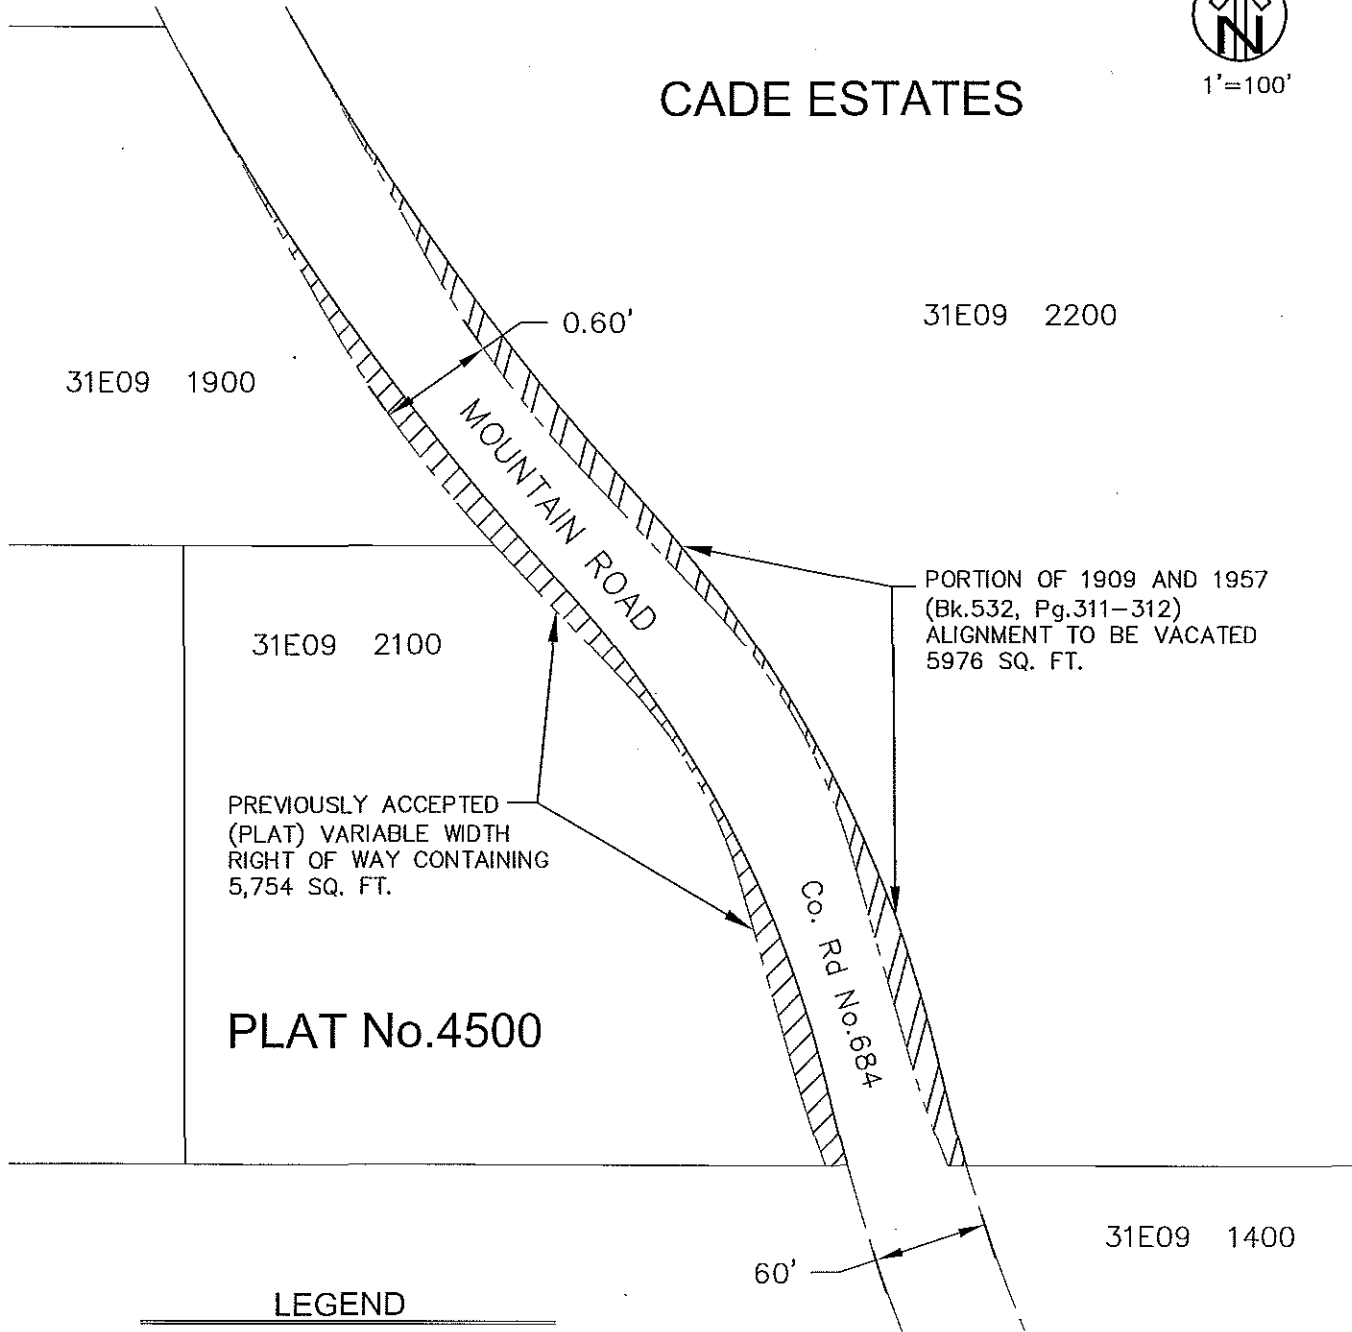 N
1'=100'
CADE ESTATES
0.60'
31E09 2200
31E09 1900
MOUNTAIN ROAD
PORTION OF 1909 AND 1957
(Bk.532, Pg.311-312)
ALIGNMENT TO BE VACATED
5976 SQ. FT.
31E09 2100
PREVIOUSLY ACCEPTED
(PLAT) VARIABLE WIDTH
RIGHT OF WAY CONTAINING
5,754 SQ. FT.
Co. Rd No.684
PLAT No.4500
31E09 1400
60'
LEGEND